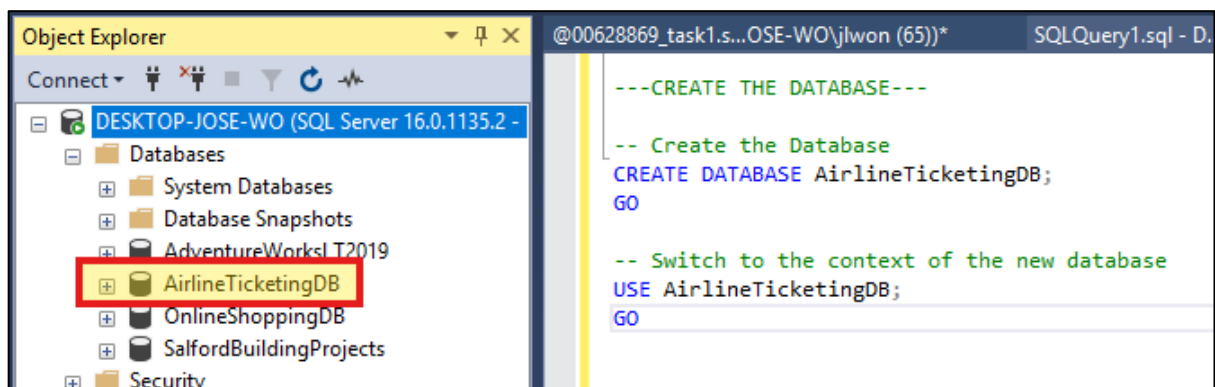 Object Explorer
Connect
DESKTOP-JOSE-WO (SQL Server 16.0.1135.2 -
Databases
System Databases
Database Snapshots
AdventureWorksLT2019
AirlineTicketingDB
OnlineShoppingDB
SalfordBuildingProjects
Security
@00628869_task1.s...OSE-WO\jlwon (65))*
SQLQuery1.sql - D.
---CREATE THE DATABASE---
-- Create the Database
CREATE DATABASE AirlineTicketingDB;
GO
-- Switch to the context of the new database
USE AirlineTicketingDB;
GO